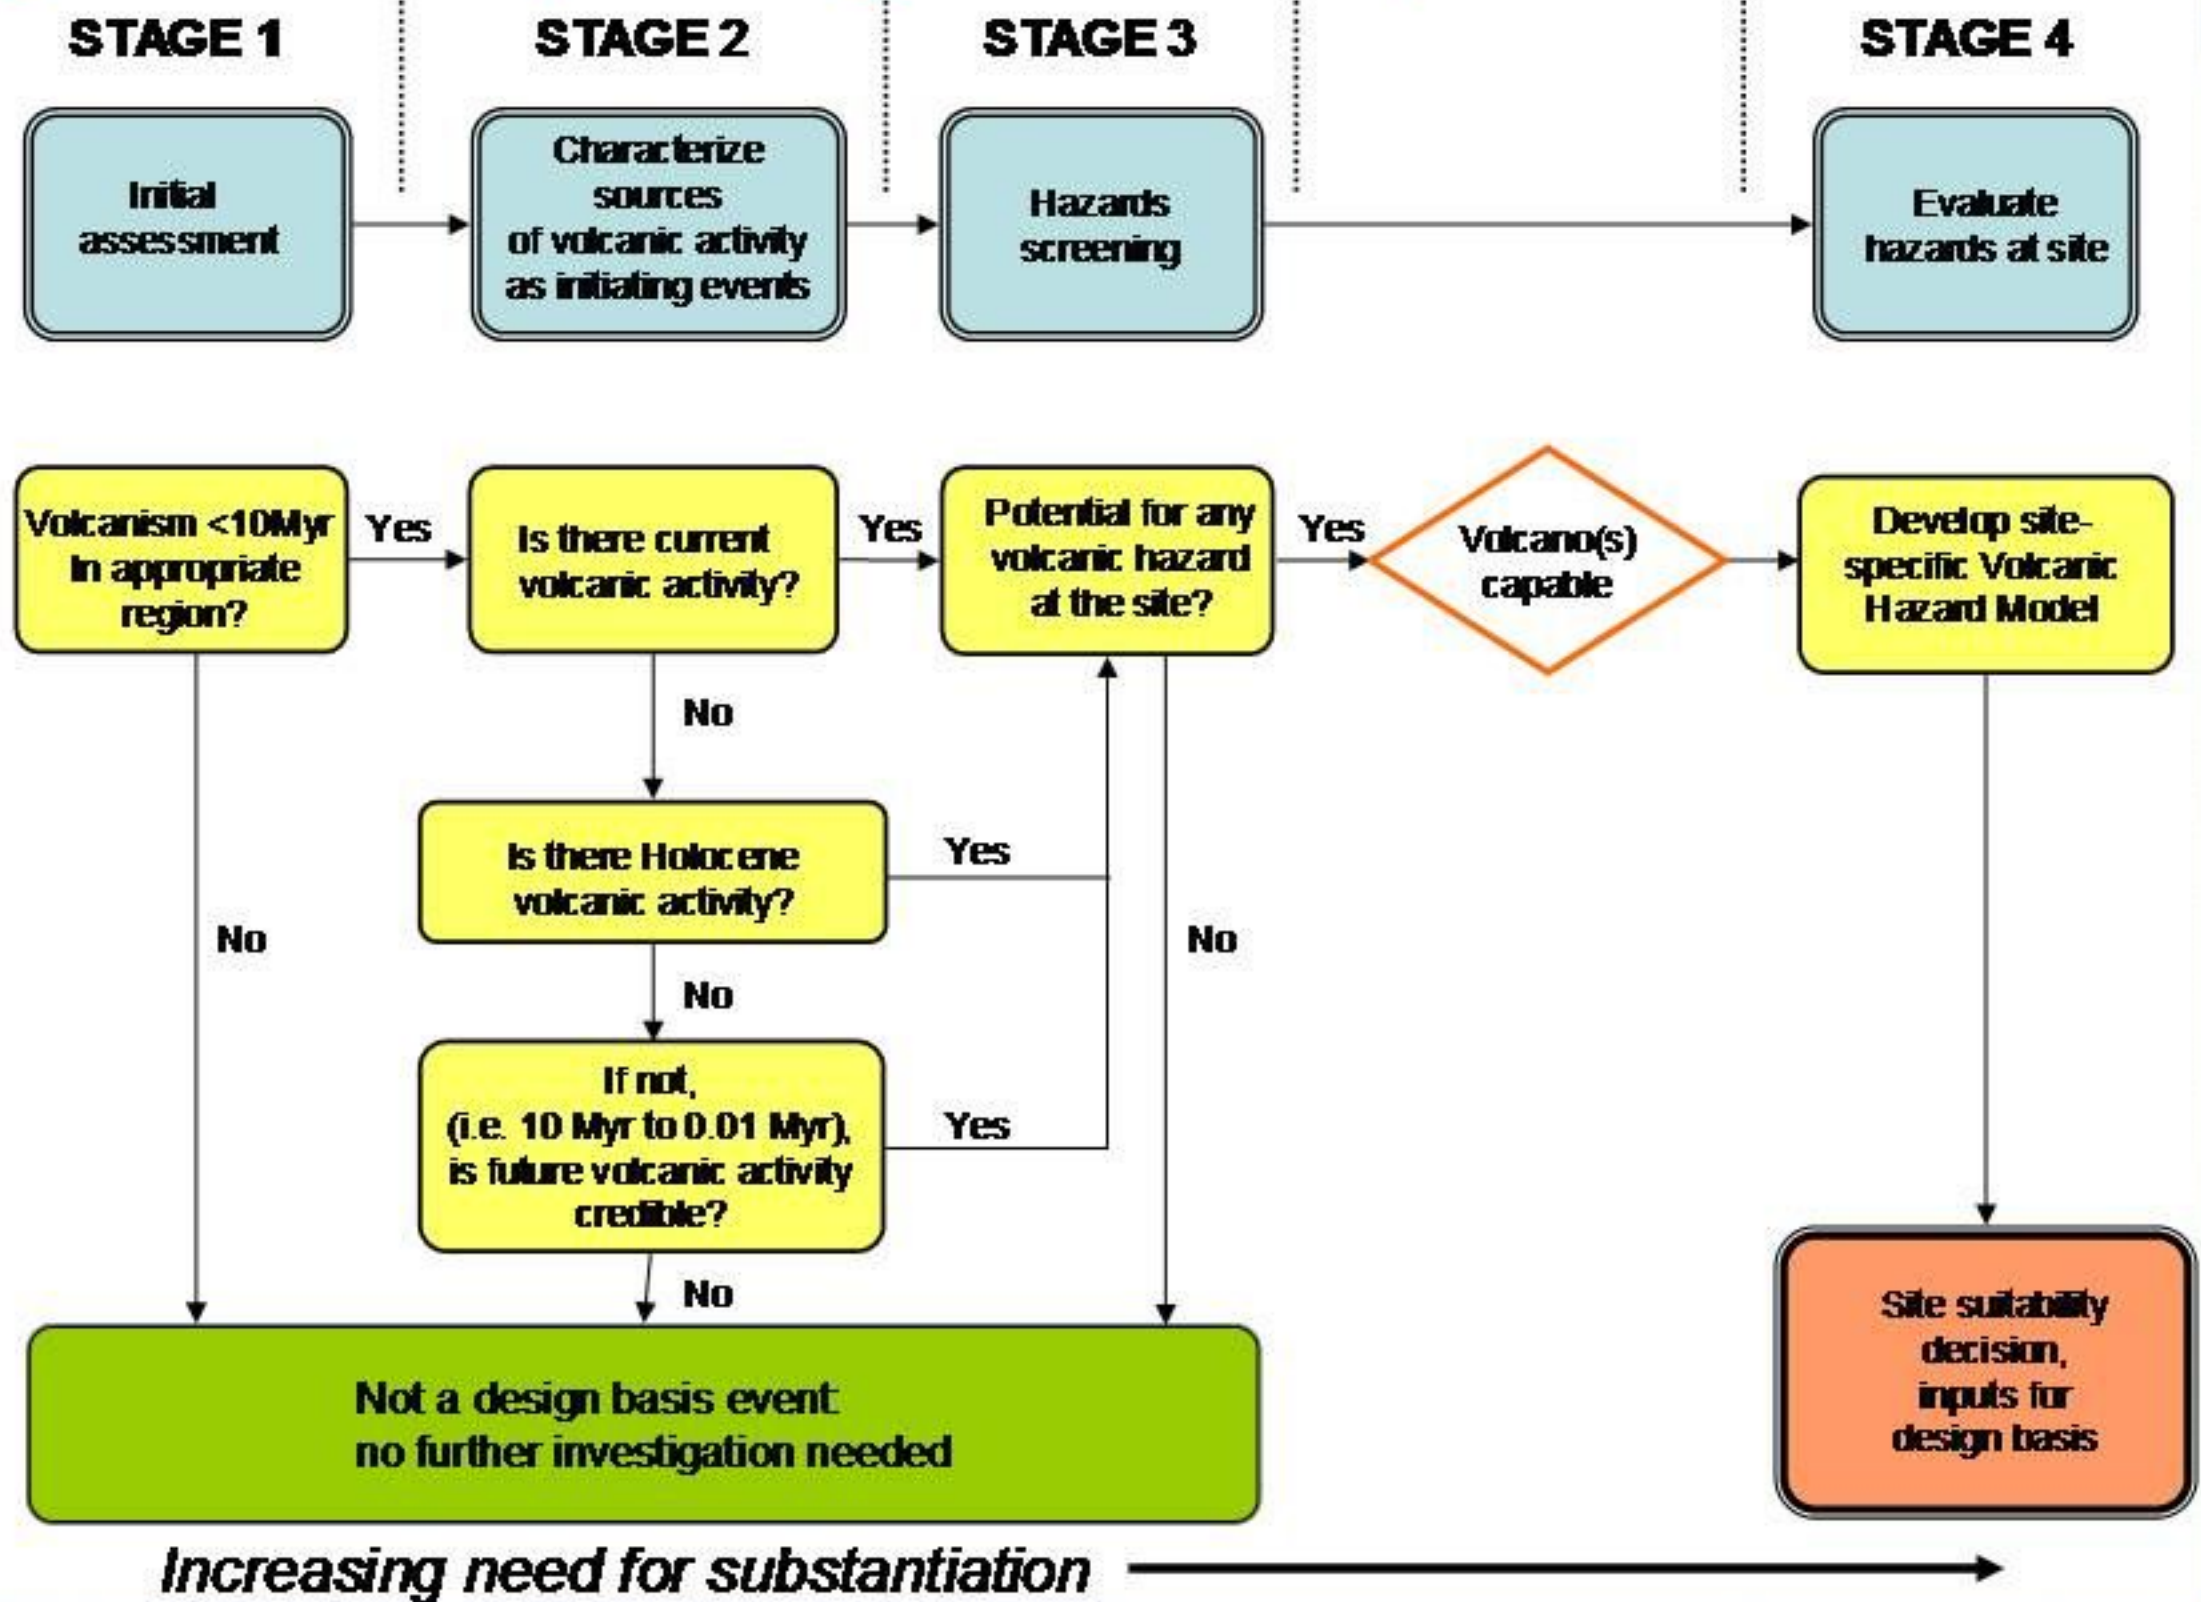 STAGE 1
STAGE 2
STAGE 3
STAGE 4
Initial
assessment
Characterize
sources
of volcanic activity
as initiating events
Hazards
screening
Evaluate
hazards at site
Volcanism <10Myr
In appropriate
region?
Yes
Is there current
volcanic activity?
Yes
Potential for any
volcanic hazard
at the site?
Yes
Volcano(s)
capable
Develop site-
specific Volcanic
Hazard Model
No
Is there Holocene
volcanic activity?
Yes
No
No
No
If not,
(i.e. 10 Myr to 0.01 Myr),
is future volcanic activity
credible?
Yes
No
Not a design basis event:
no further investigation needed
Site suitability
decision,
inputs for
design basis
Increasing need for substantiation